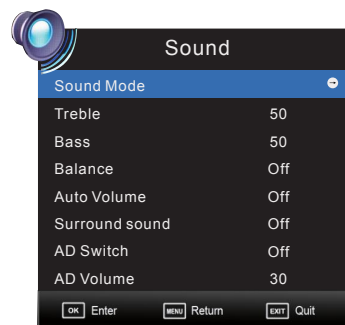 Sound
Sound Mode
Treble 50
Bass 50
Balance Off
Auto Volume Off
Surround sound Off
AD Switch Off
AD Volume 30
OK Enter MENU Return EXIT Quit